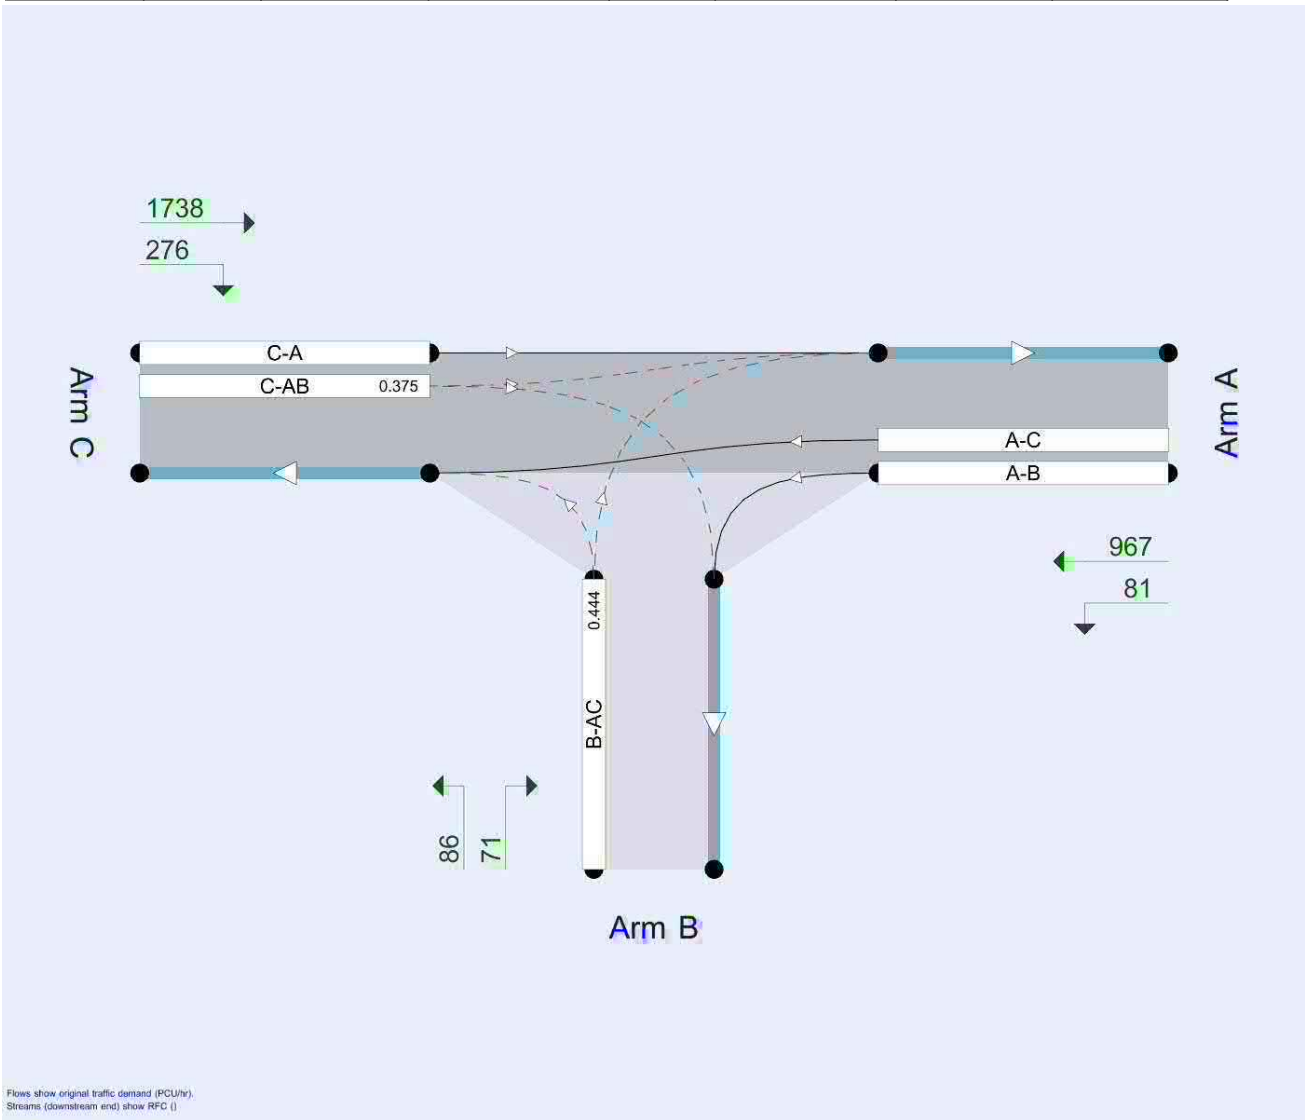 1738
276
C-A
C-AB 0.375
Arm C
Arm A
A-C
A-B
967
81
0.444
B-AC
86
71
Arm B
Flows show original traffic demand (PCU/hr).
Streams (downstream end) show RFC ()